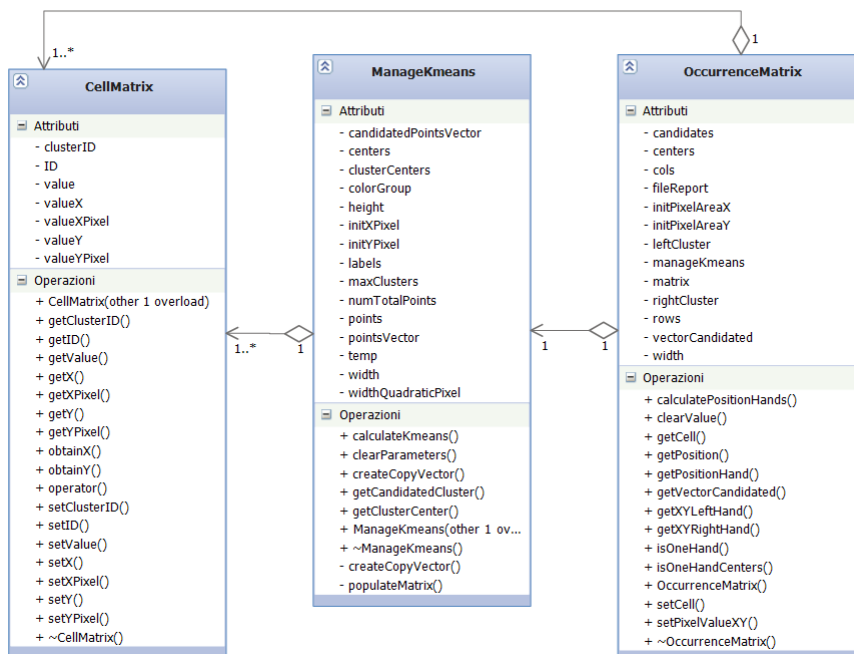 1..*
1
CellMatrix
Attributi
- clusterID
- ID
- value
- valueX
- valueXPixel
- valueY
- valueYPixel
Operazioni
+ CellMatrix(other 1 overload)
+ getClusterID()
+ getID()
+ getValue()
+ getX()
+ getXPixel()
+ getY()
+ getYPixel()
+ obtainX()
+ obtainY()
+ operator()
+ setClusterID()
+ setID()
+ setValue()
+ setX()
+ setXPixel()
+ setY()
+ setYPixel()
+ ~CellMatrix()
1..*
1
ManageKmeans
Attributi
- candidatedPointsVector
- centers
- clusterCenters
- colorGroup
- height
- initXPixel
- initYPixel
- labels
- maxClusters
- numTotalPoints
- points
- pointsVector
- temp
- width
- widthQuadraticPixel
Operazioni
+ calculateKmeans()
+ clearParameters()
+ createCopyVector()
+ getCandidatedCluster()
+ getClusterCenter()
+ ManageKmeans(other 1 ov...
+ ~ManageKmeans()
- createCopyVector()
- populateMatrix()
1
1
OccurrenceMatrix
Attributi
- candidates
- centers
- cols
- fileReport
- initPixelAreaX
- initPixelAreaY
- leftCluster
- manageKmeans
- matrix
- rightCluster
- rows
- vectorCandidated
- width
Operazioni
+ calculatePositionHands()
+ clearValue()
+ getCell()
+ getPosition()
+ getPositionHand()
+ getVectorCandidated()
+ getXYLeftHand()
+ getXYRightHand()
+ isOneHand()
+ isOneHandCenters()
+ OccurrenceMatrix()
+ setCell()
+ setPixelValueXY()
+ ~OccurrenceMatrix()